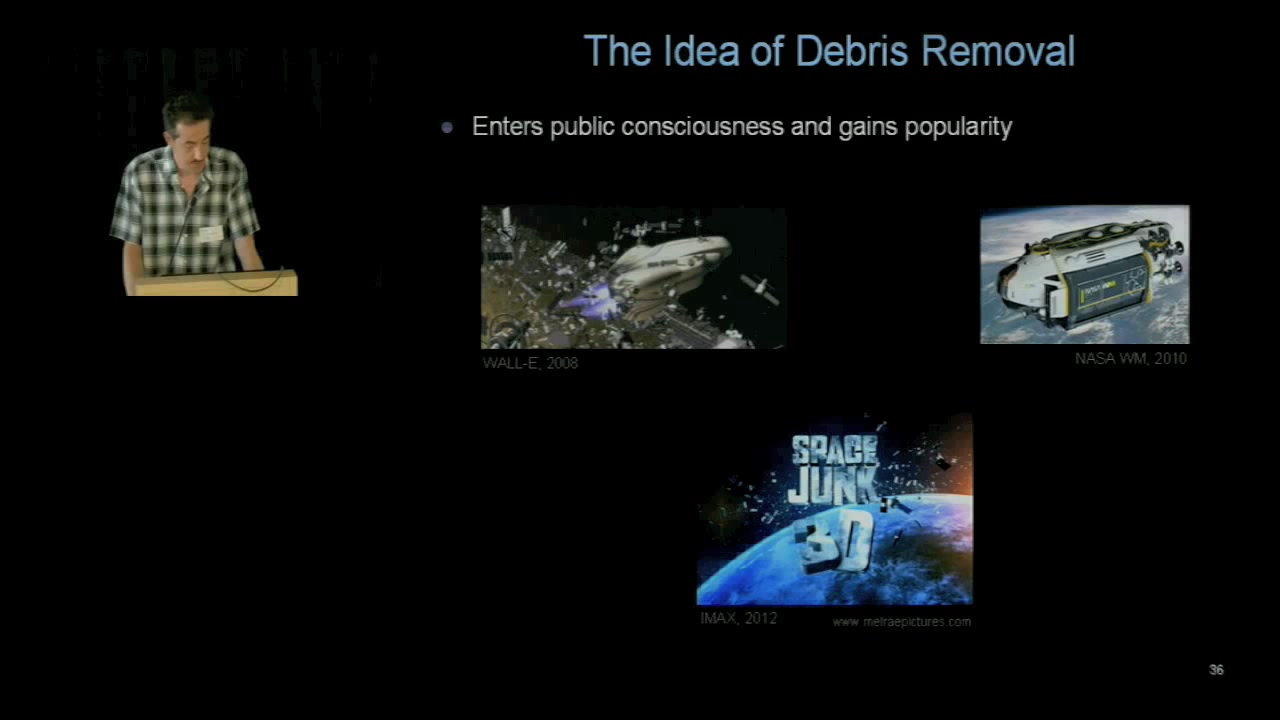 The Idea of Debris Removal
Enters public consciousness and gains popularity
WALL-E, 2008
NASA WM, 2010
SPACE
JUNK
3D
IMAX, 2012
www.melraepictures.com
36